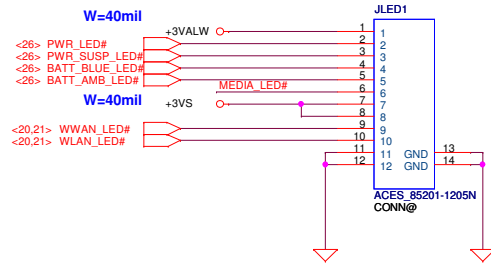 W=40mil
JLED1
+3VALW 1 1
<26> PWR_LED# 2 2
<26> PWR_SUSP_LED# 3 3
<26> BATT_BLUE_LED# 4 4
<26> BATT_AMB_LED# 5 5
MEDIA_LED# 6 6
W=40mil +3VS 7 7
8 8
<20,21> WWAN_LED# 9 9
<20,21> WLAN_LED# 10 10
11 11 GND 13
12 12 GND 14
ACES_85201-1205N
CONN@